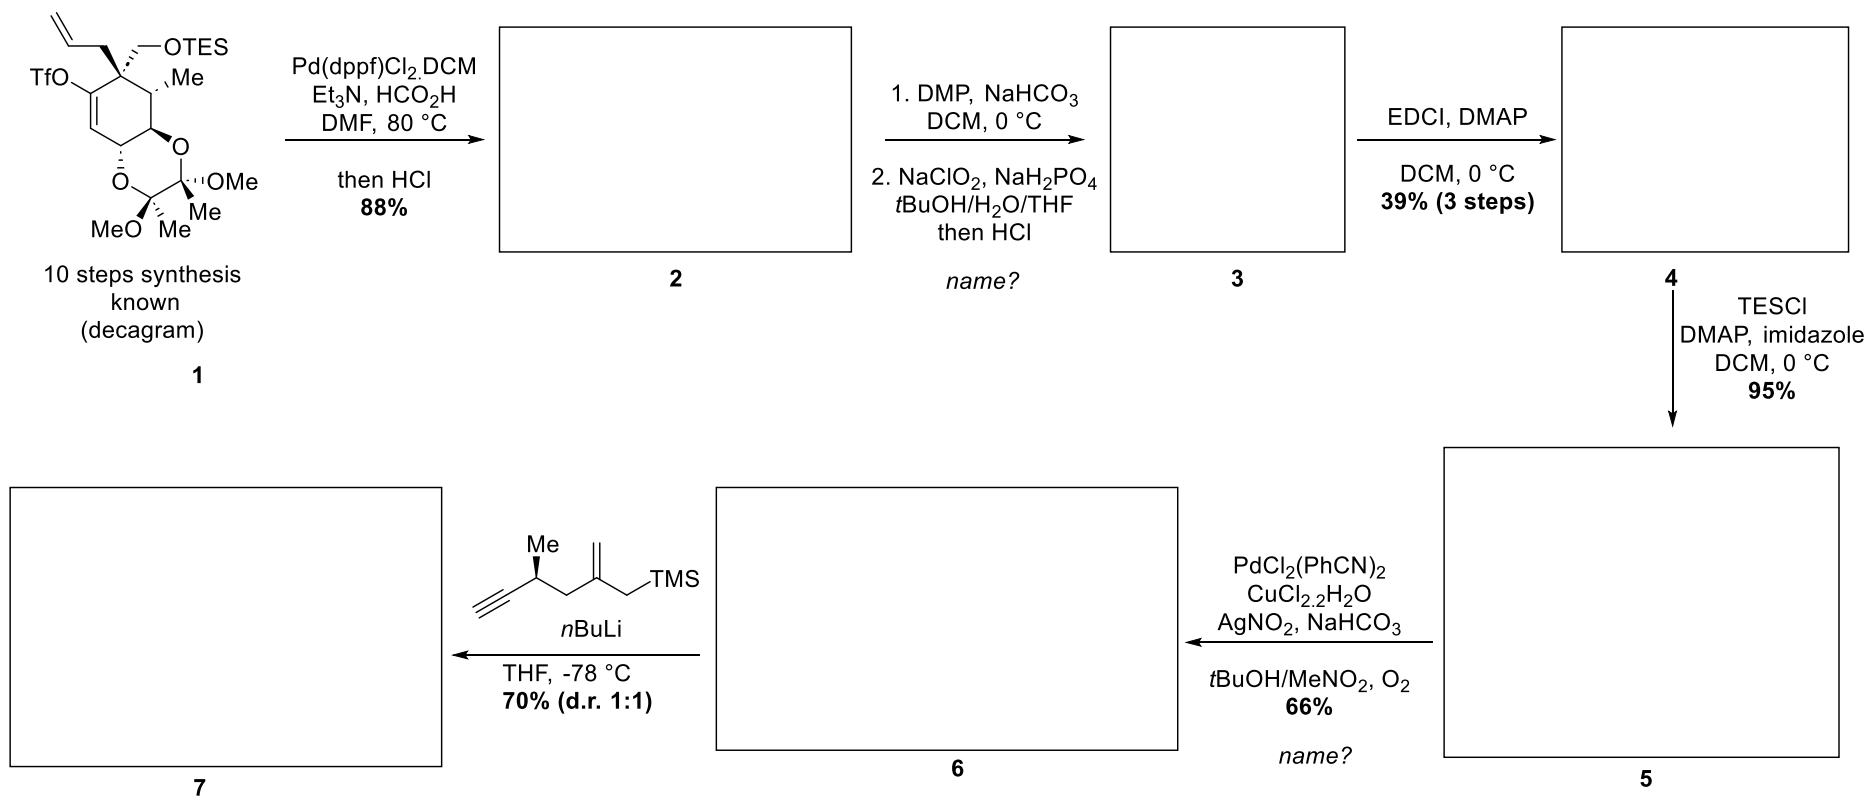 OTES
TfO
Me
O
O
OMe
Me
MeO
Me
10 steps synthesis
known
(decagram)
1
Pd(dppf)Cl2.DCM
Et3N, HCO2H
DMF, 80 °C
then HCl
88%
2
1. DMP, NaHCO3
DCM, 0 °C
2. NaClO2, NaH2PO4
tBuOH/H2O/THF
then HCl
name?
3
EDCI, DMAP
DCM, 0 °C
39% (3 steps)
4
TESCl
DMAP, imidazole
DCM, 0 °C
95%
5
PdCl2(PhCN)2
CuCl2.2H2O
AgNO2, NaHCO3
tBuOH/MeNO2, O2
66%
name?
6
Me
TMS
nBuLi
THF, -78 °C
70% (d.r. 1:1)
7